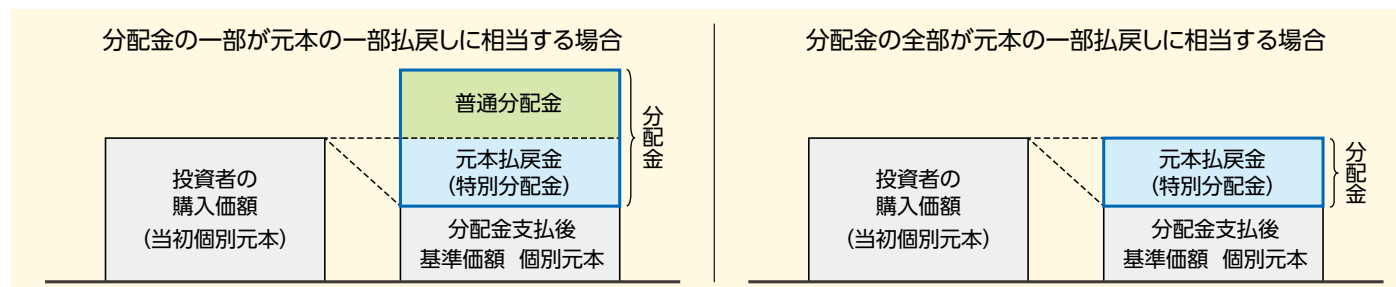 分配金の一部が元本の一部払戻しに相当する場合
普通分配金
元本払戻金
(特別分配金)
分配金
投資者の
購入価額
(当初個別元本)
分配金支払後
基準価額 個別元本
分配金の全部が元本の一部払戻しに相当する場合
元本払戻金
(特別分配金)
分配金
投資者の
購入価額
(当初個別元本)
分配金支払後
基準価額 個別元本